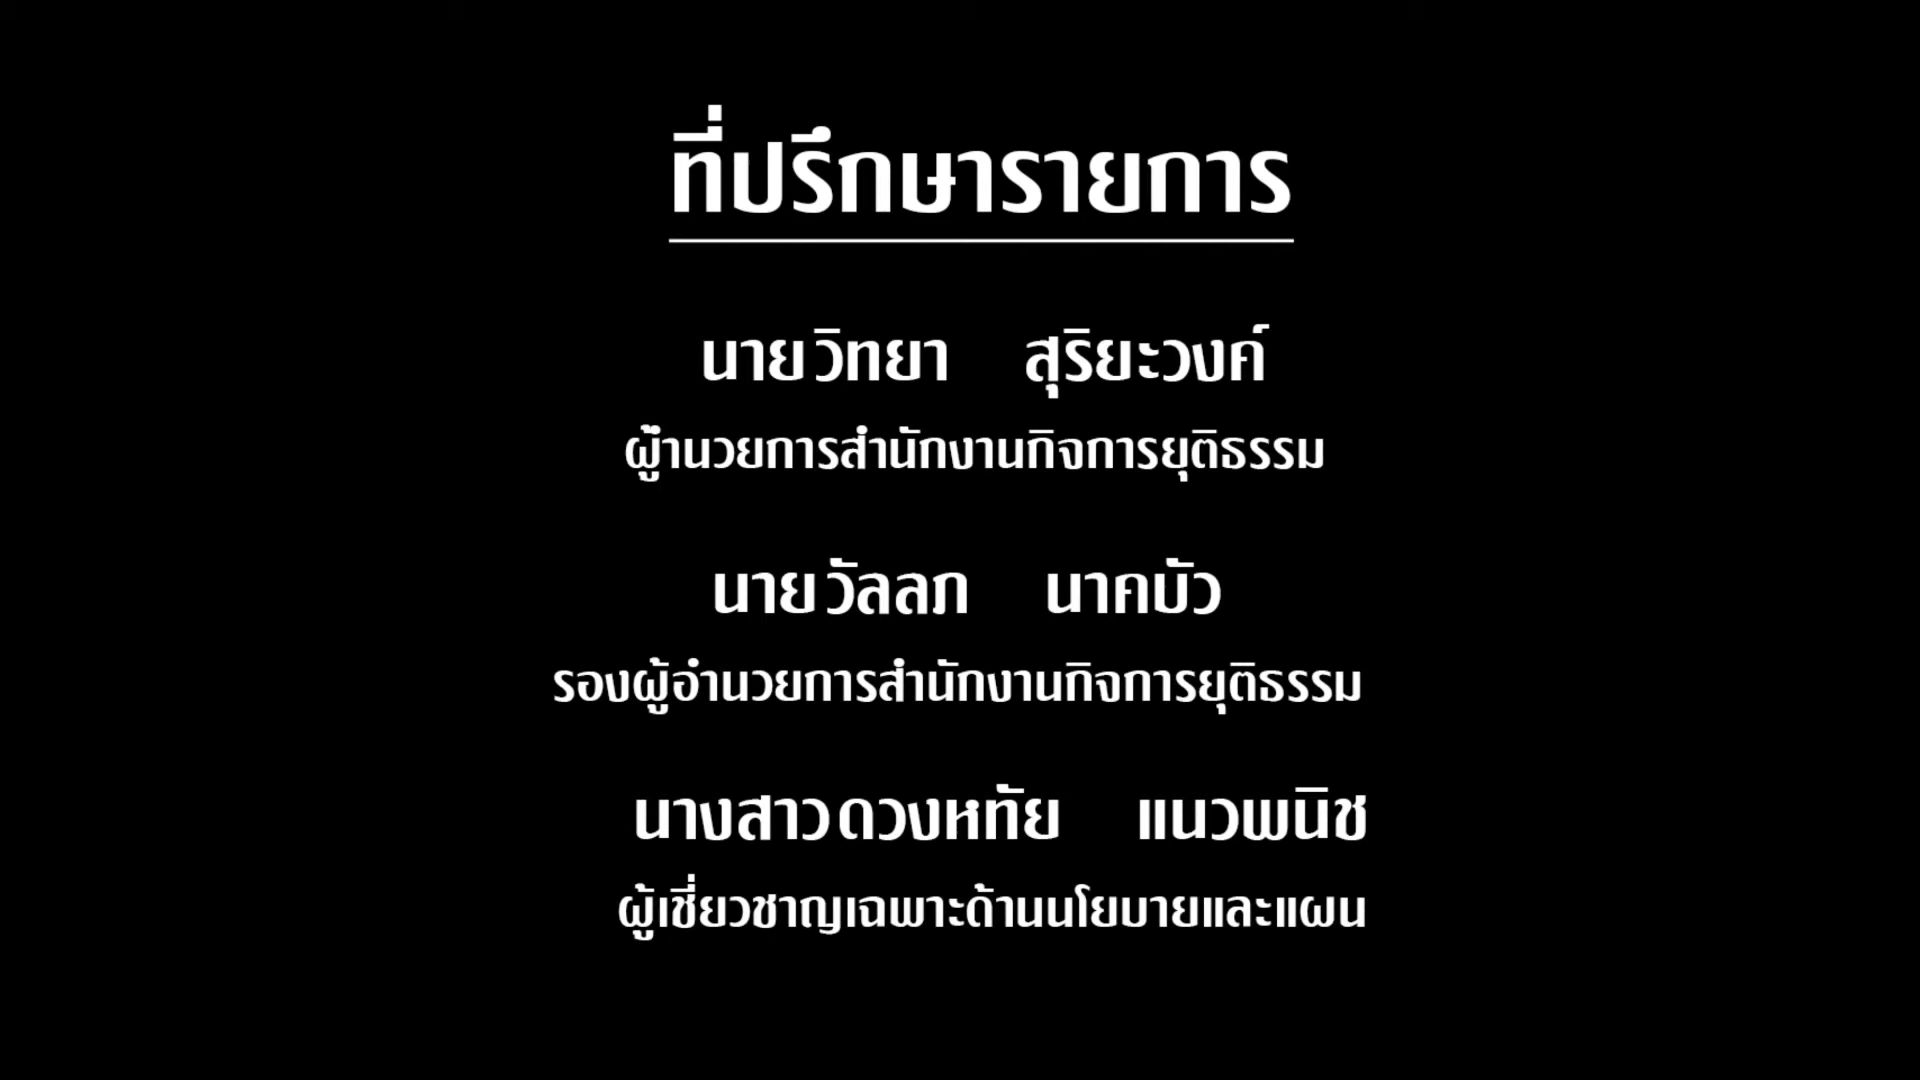 ที่ปรึกษารายการ
นายวิทยา สุริยะวงค์
ผู้ำนวยการสำนักงานกิจการยุติธรรม
นายวัลลภ นาคบัว
รองผู้อำนวยการสำนักงานกิจการยุติธรรม
นางสาวดวงหทัย แนวพนิช
ผู้เชี่ยวชาญเฉพาะด้านนโยบายและแผน